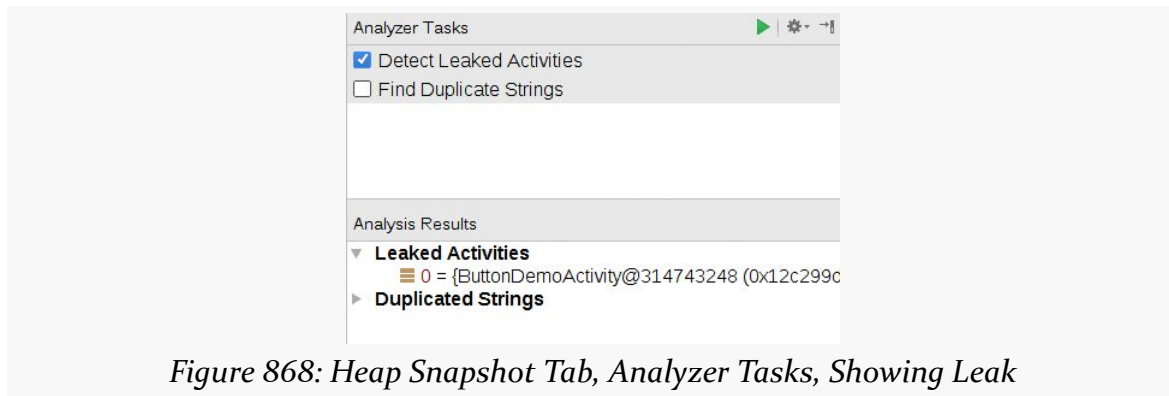 Analyzer Tasks
Detect Leaked Activities
Find Duplicate Strings
Analysis Results
Leaked Activities
0 = {ButtonDemoActivity@314743248 (0x12c299c
Duplicated Strings
Figure 868: Heap Snapshot Tab, Analyzer Tasks, Showing Leak